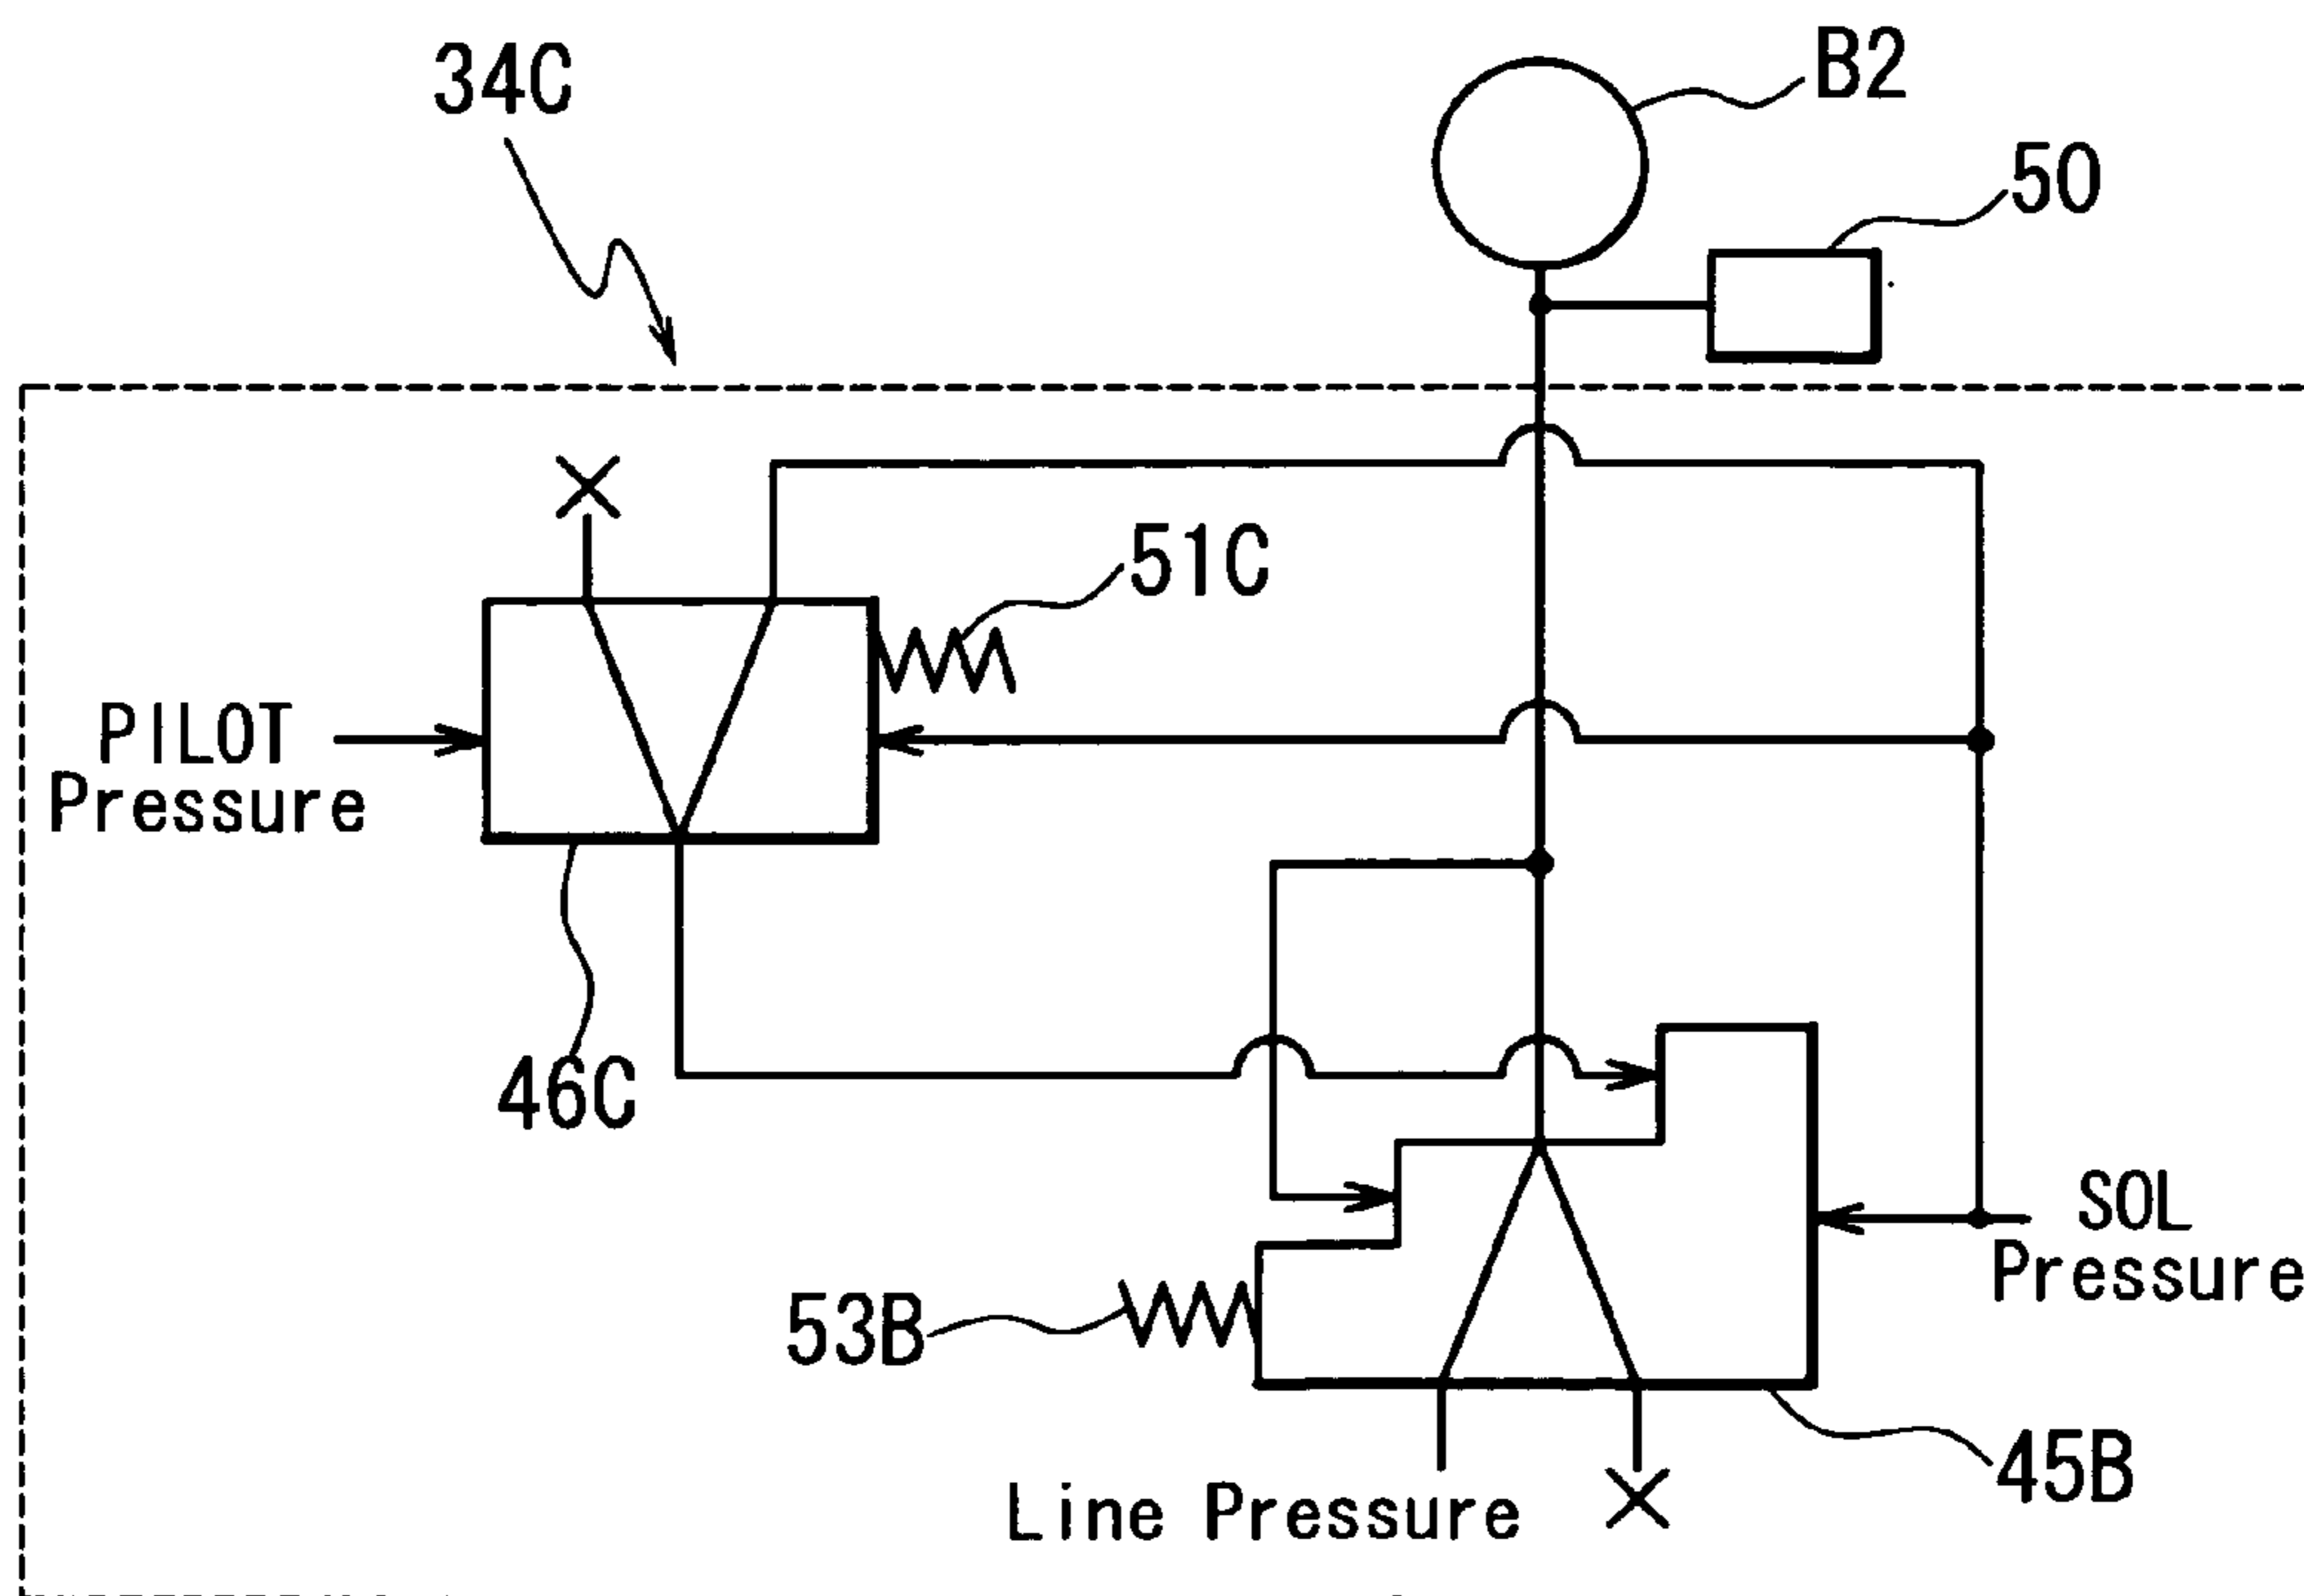 34C
B2
50
51C
PILOT
Pressure
46C
SOL
Pressure
53B
45B
Line Pressure